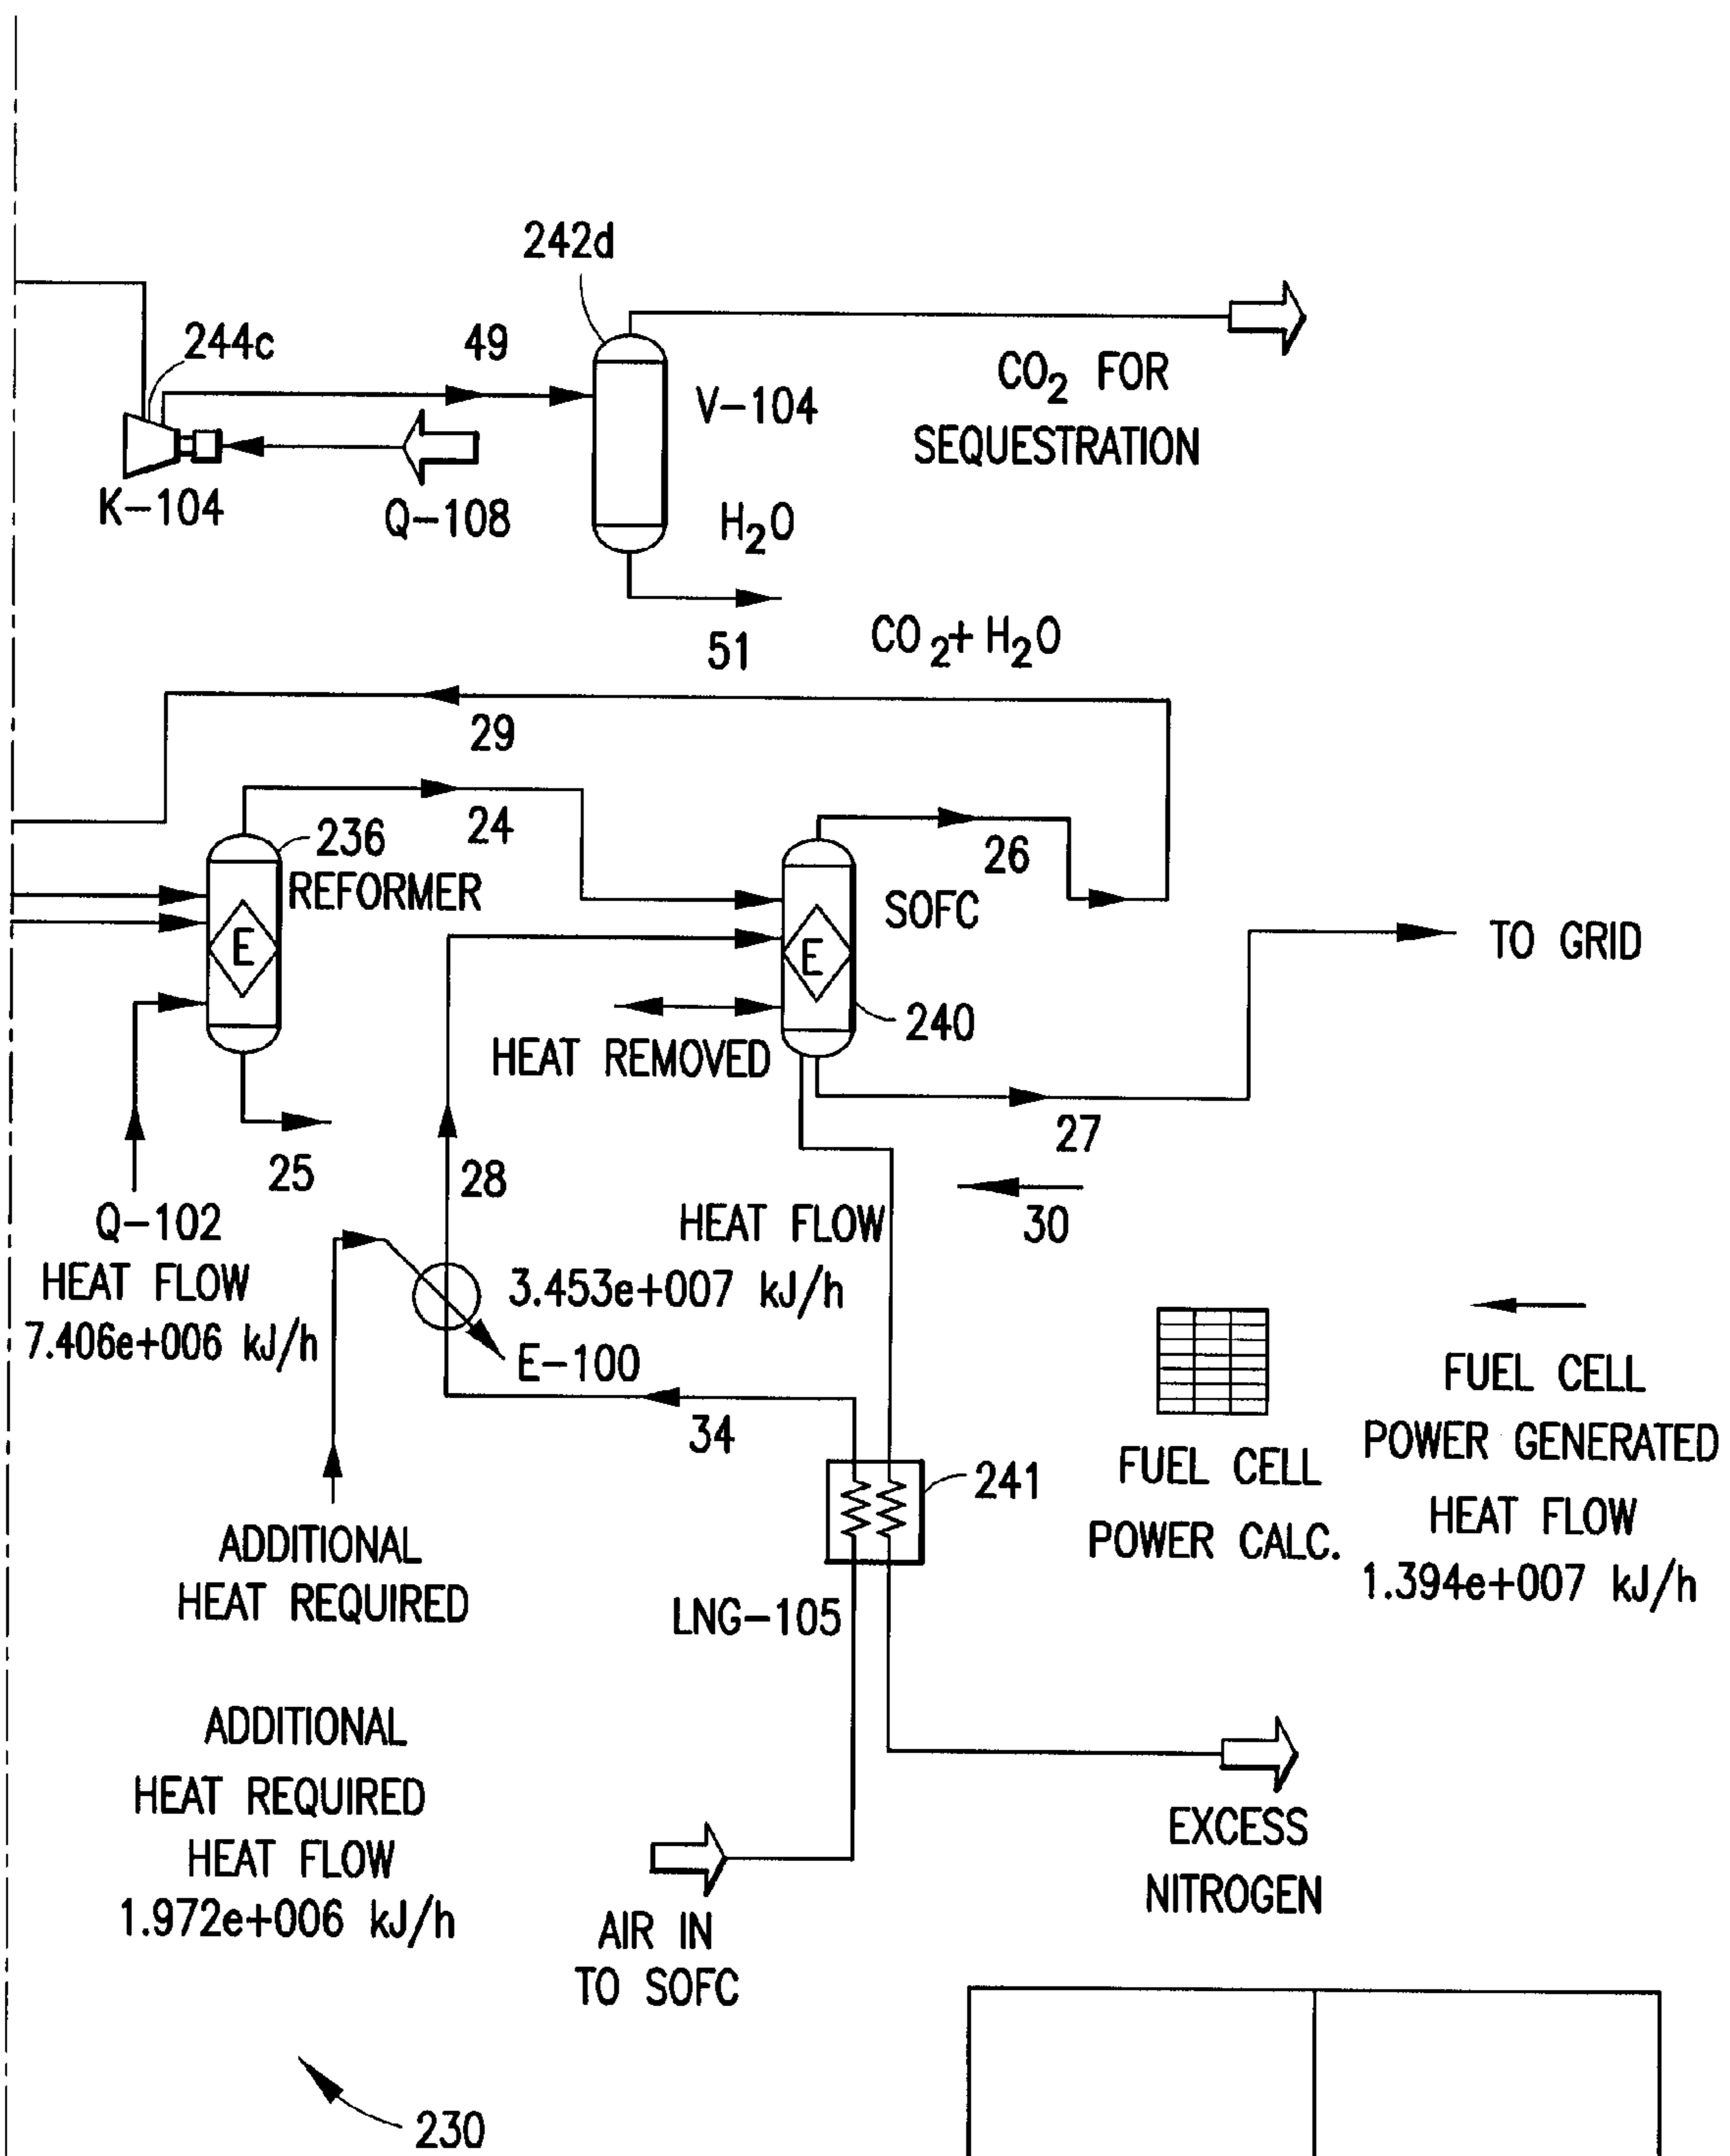 242d
244c
49
V-104
CO2 FOR
SEQUESTRATION
K-104
Q-108
H2O
51
CO2+ H2O
29
24
236
REFORMER
E
26
SOFC
E
TO GRID
240
HEAT REMOVED
27
25
28
30
Q-102
HEAT FLOW
7.406e+006 kJ/h
HEAT FLOW
3.453e+007 kJ/h
E-100
34
241
FUEL CELL
POWER CALC.
FUEL CELL
POWER GENERATED
HEAT FLOW
1.394e+007 kJ/h
ADDITIONAL
HEAT REQUIRED
LNG-105
ADDITIONAL
HEAT REQUIRED
HEAT FLOW
1.972e+006 kJ/h
AIR IN
TO SOFC
EXCESS
NITROGEN
230